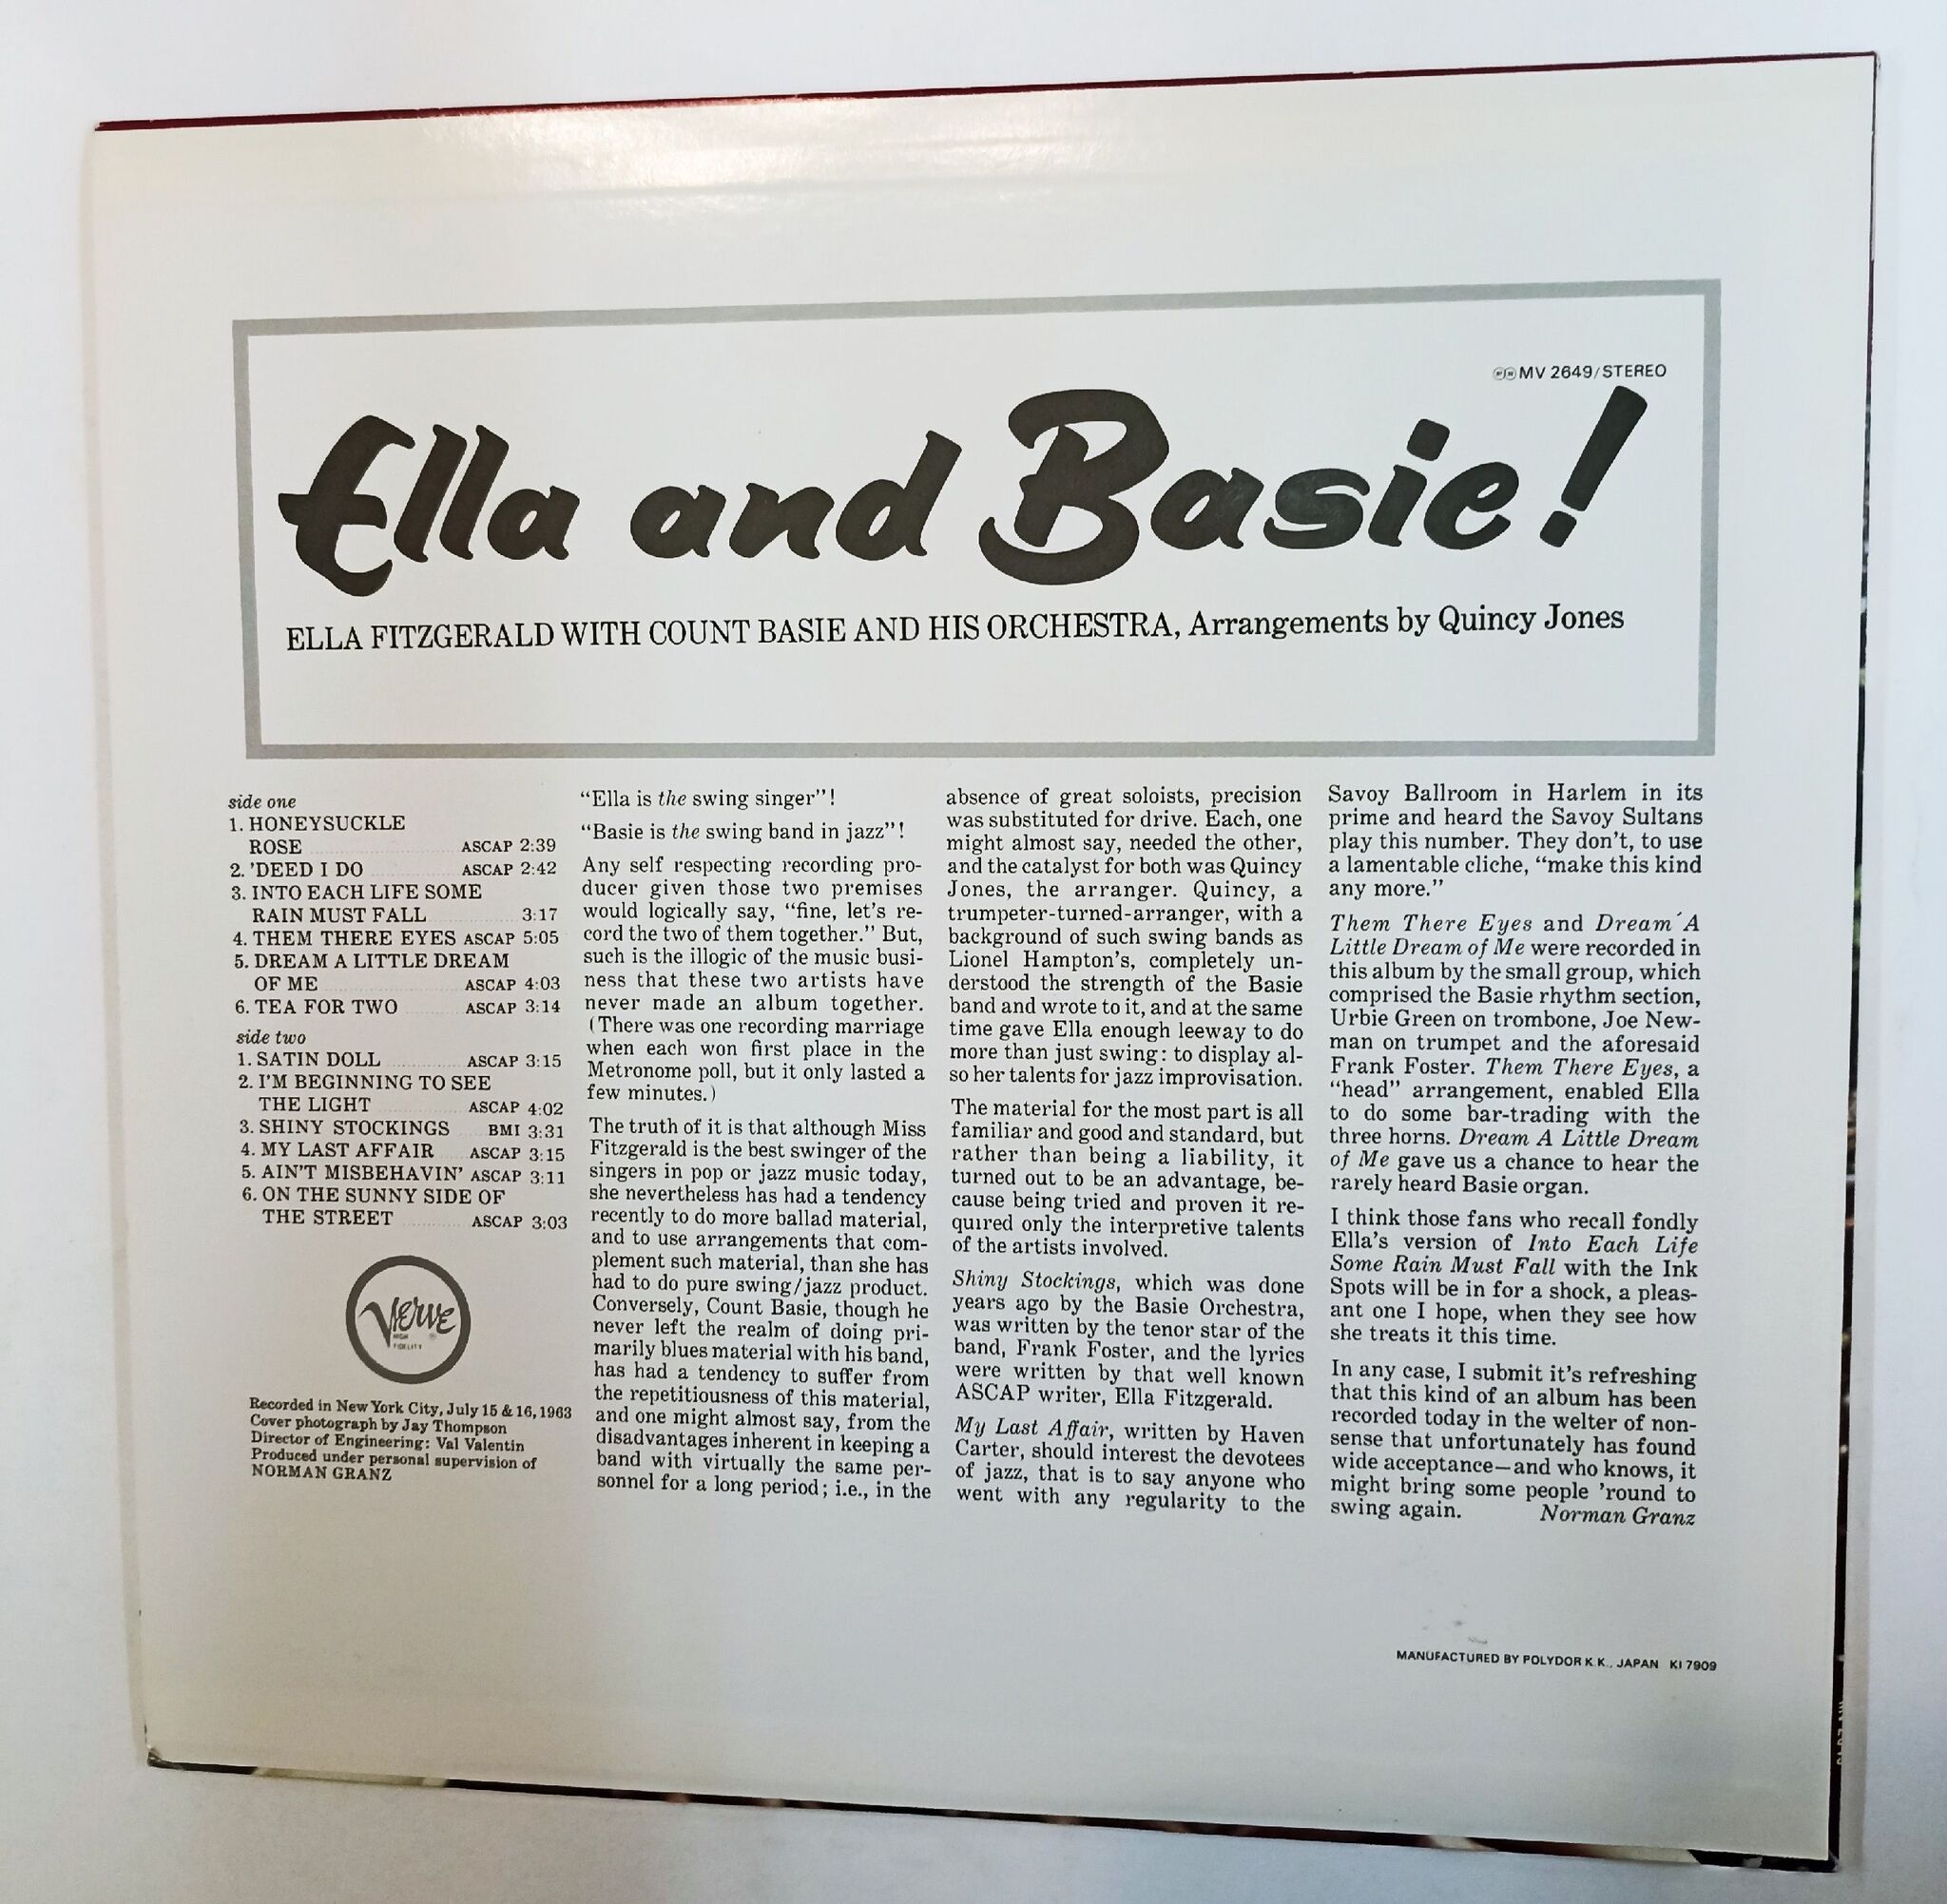 MV 2649/STEREO
Ella and Basie!
ELLA FITZGERALD WITH COUNT BASIE AND HIS ORCHESTRA, Arrangements by Quincy Jones
side one
1. HONEYSUCKLE
ROSE ASCAP 2:39
2. 'DEED I DO ASCAP 2:42
3. INTO EACH LIFE SOME
RAIN MUST FALL 3:17
4. THEM THERE EYES ASCAP 5:05
5. DREAM A LITTLE DREAM
OF ME ASCAP 4:03
6. TEA FOR TWO ASCAP 3:14
side two
1. SATIN DOLL ASCAP 3:15
2. I'M BEGINNING TO SEE
THE LIGHT ASCAP 4:02
3. SHINY STOCKINGS BMI 3:31
4. MY LAST AFFAIR ASCAP 3:15
5. AIN'T MISBEHAVIN' ASCAP 3:11
6. ON THE SUNNY SIDE OF
THE STREET ASCAP 3:03
Verve
HIGH
FIDELITY
Recorded in New York City, July 15 & 16, 1963
Cover photograph by Jay Thompson
Director of Engineering: Val Valentin
Produced under personal supervision of
NORMAN GRANZ
“Ella is the swing singer”!
“Basie is the swing band in jazz”!
Any self respecting recording pro-
ducer given those two premises
would logically say, “fine, let's re-
cord the two of them together.” But,
such is the illogic of the music busi-
ness that these two artists have
never made an album together.
(There was one recording marriage
when each won first place in the
Metronome poll, but it only lasted a
few minutes.)
The truth of it is that although Miss
Fitzgerald is the best swinger of the
singers in pop or jazz music today,
she nevertheless has had a tendency
recently to do more ballad material,
and to use arrangements that com-
plement such material, than she has
had to do pure swing/jazz product.
Conversely, Count Basie, though he
never left the realm of doing pri-
marily blues material with his band,
has had a tendency to suffer from
the repetitiousness of this material,
and one might almost say, from the
disadvantages inherent in keeping a
band with virtually the same per-
sonnel for a long period; i.e., in the
absence of great soloists, precision
was substituted for drive. Each, one
might almost say, needed the other,
and the catalyst for both was Quincy
Jones, the arranger. Quincy, a
trumpeter-turned-arranger, with a
background of such swing bands as
Lionel Hampton's, completely un-
derstood the strength of the Basie
band and wrote to it, and at the same
time gave Ella enough leeway to do
more than just swing: to display al-
so her talents for jazz improvisation.
The material for the most part is all
familiar and good and standard, but
rather than being a liability, it
turned out to be an advantage, be-
cause being tried and proven it re-
quired only the interpretive talents
of the artists involved.
Shiny Stockings, which was done
years ago by the Basie Orchestra,
was written by the tenor star of the
band, Frank Foster, and the lyrics
were written by that well known
ASCAP writer, Ella Fitzgerald.
My Last Affair, written by Haven
Carter, should interest the devotees
of jazz, that is to say anyone who
went with any regularity to the
Savoy Ballroom in Harlem in its
prime and heard the Savoy Sultans
play this number. They don't, to use
a lamentable cliche, “make this kind
any more.”
Them There Eyes and Dream´A
Little Dream of Me were recorded in
this album by the small group, which
comprised the Basie rhythm section,
Urbie Green on trombone, Joe New-
man on trumpet and the aforesaid
Frank Foster. Them There Eyes, a
“head” arrangement, enabled Ella
to do some bar-trading with the
three horns. Dream A Little Dream
of Me gave us a chance to hear the
rarely heard Basie organ.
I think those fans who recall fondly
Ella's version of Into Each Life
Some Rain Must Fall with the Ink
Spots will be in for a shock, a pleas-
ant one I hope, when they see how
she treats it this time.
In any case, I submit it's refreshing
that this kind of an album has been
recorded today in the welter of non-
sense that unfortunately has found
wide acceptance—and who knows, it
might bring some people 'round to
swing again. Norman Granz
MANUFACTURED BY POLYDOR K.K., JAPAN KI 7909